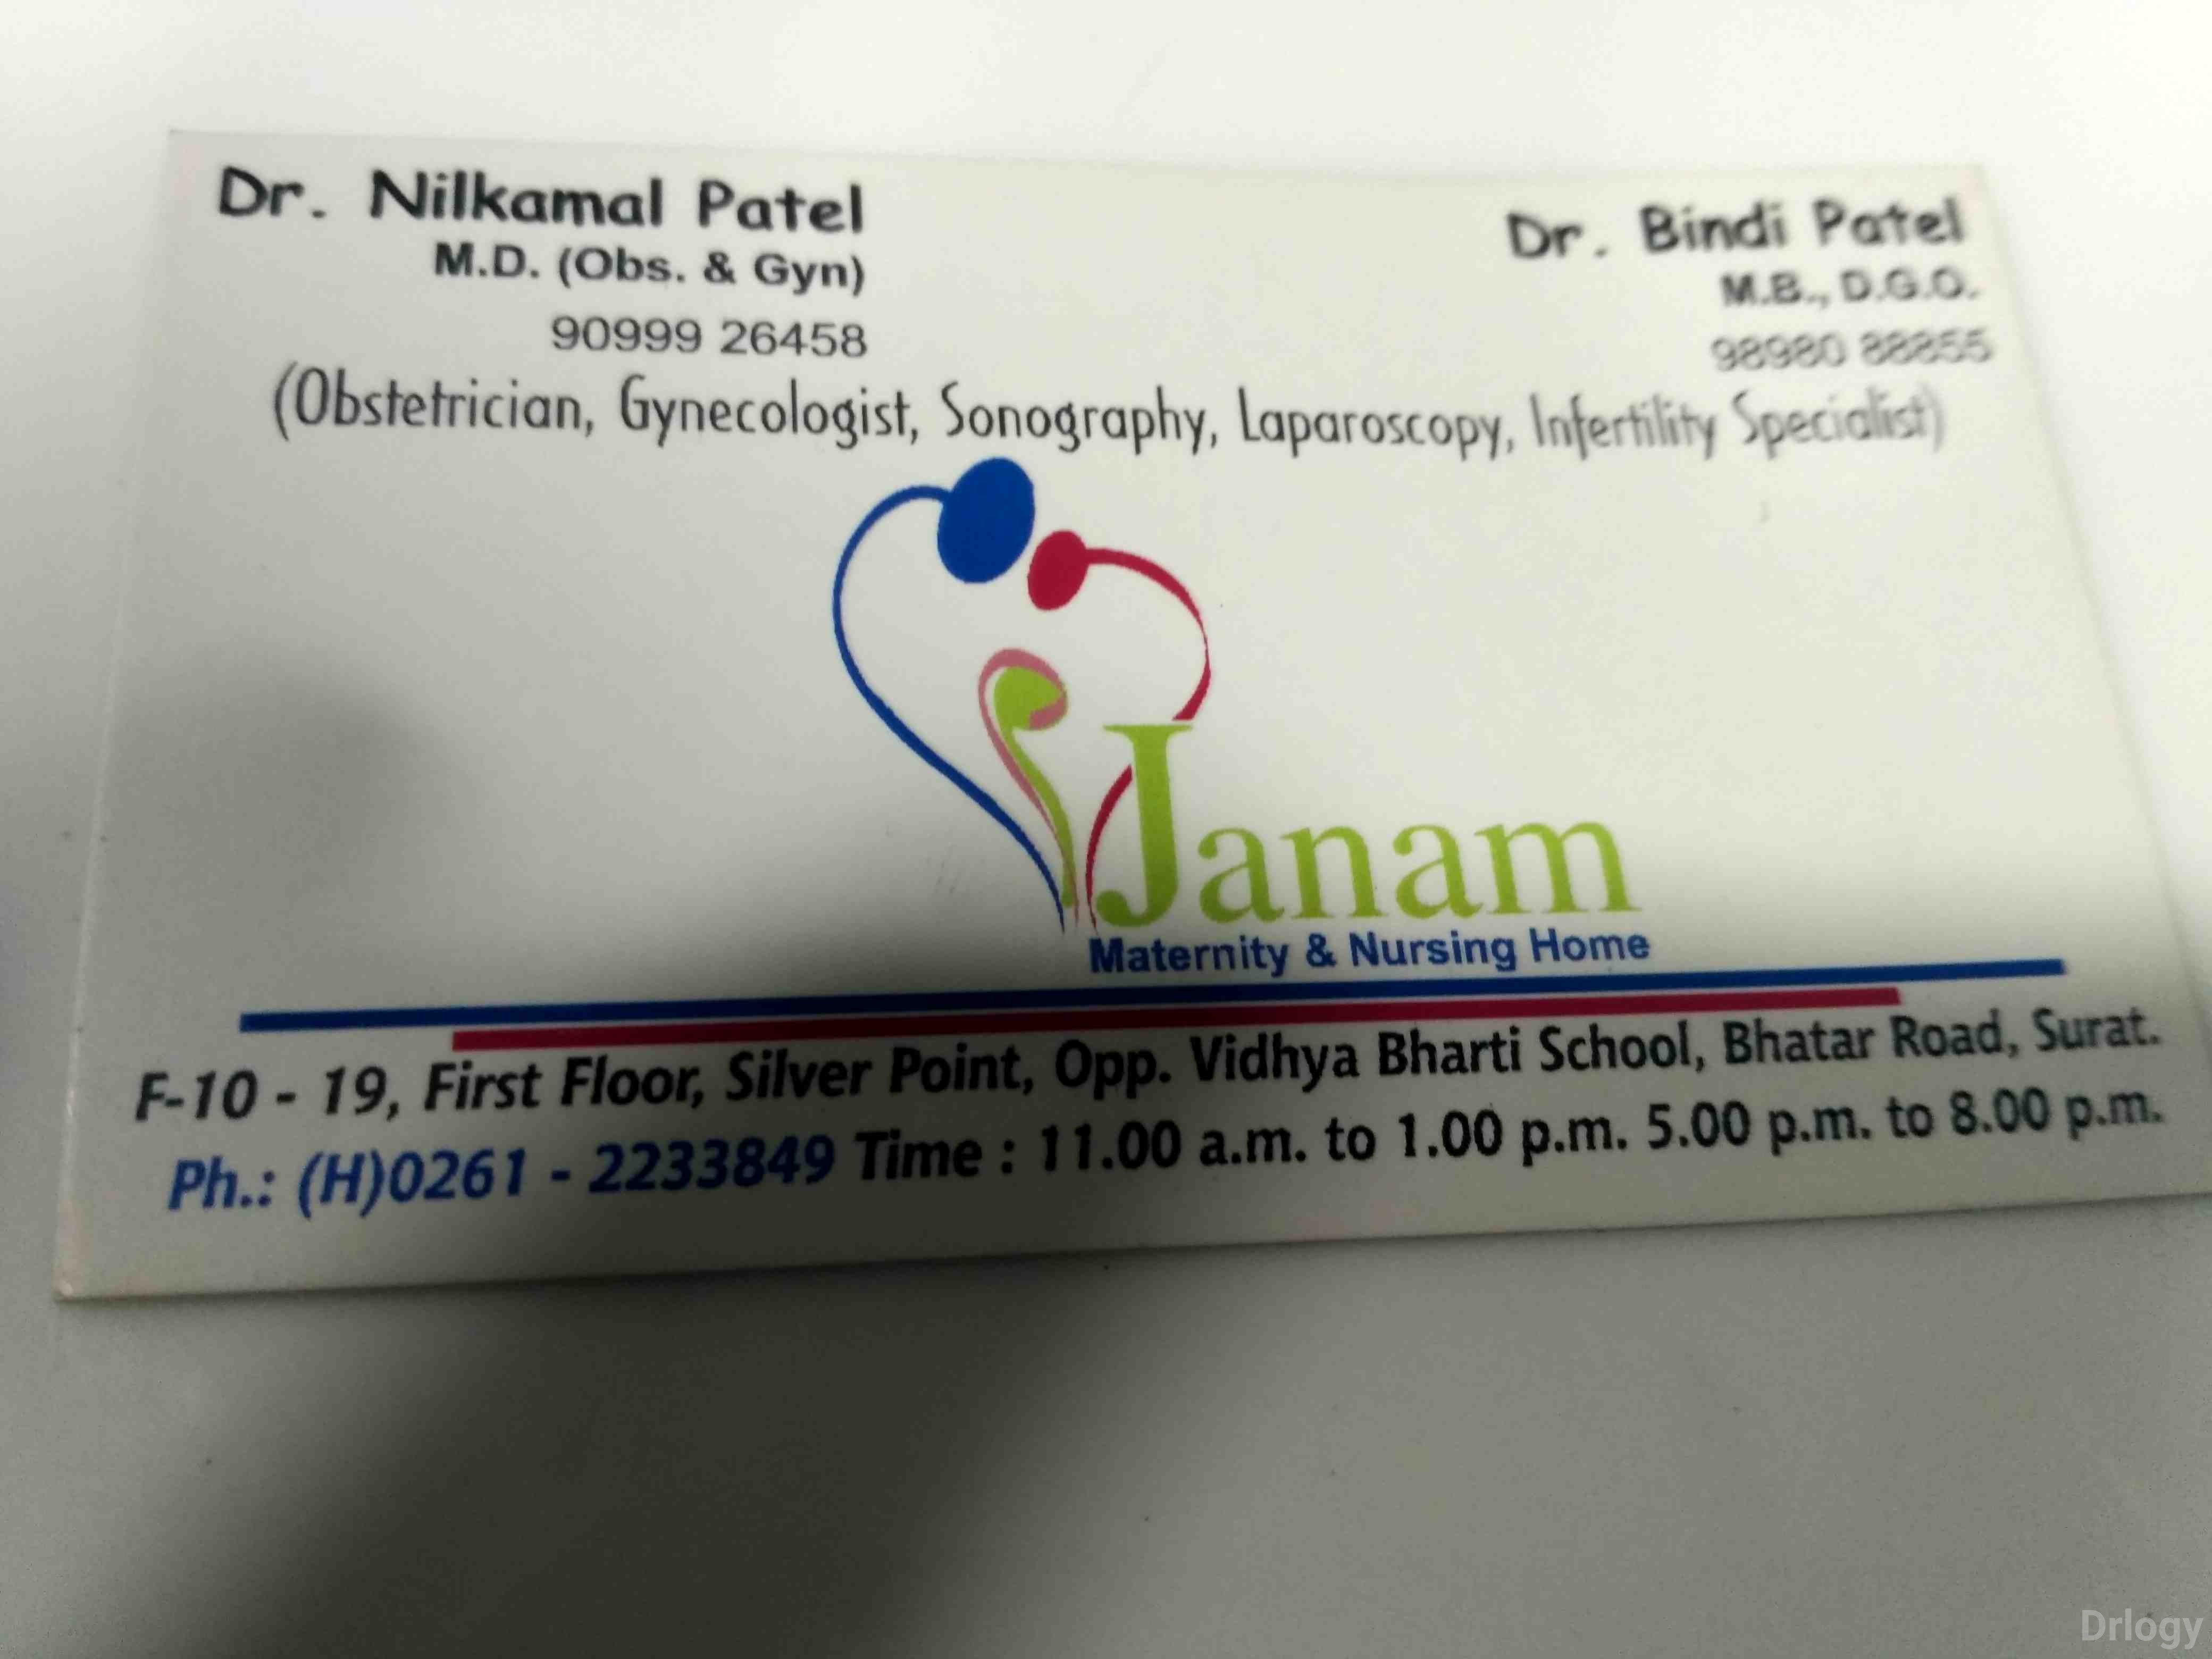 Dr. Nilkamal Patel
M.D. (Obs. & Gyn)
90999 26458
Dr. Bindi Patel
M.B., D.G.O.
98980 88855
(Obstetrician, Gynecologist, Sonography, Laparoscopy, Infertility Specialist)
Janam
Maternity & Nursing Home
F-10 - 19, First Floor, Silver Point, Opp. Vidhya Bharti School, Bhatar Road, Surat.
Ph.: (H)0261 - 2233849 Time : 11.00 a.m. to 1.00 p.m. 5.00 p.m. to 8.00 p.m.
Drlogy